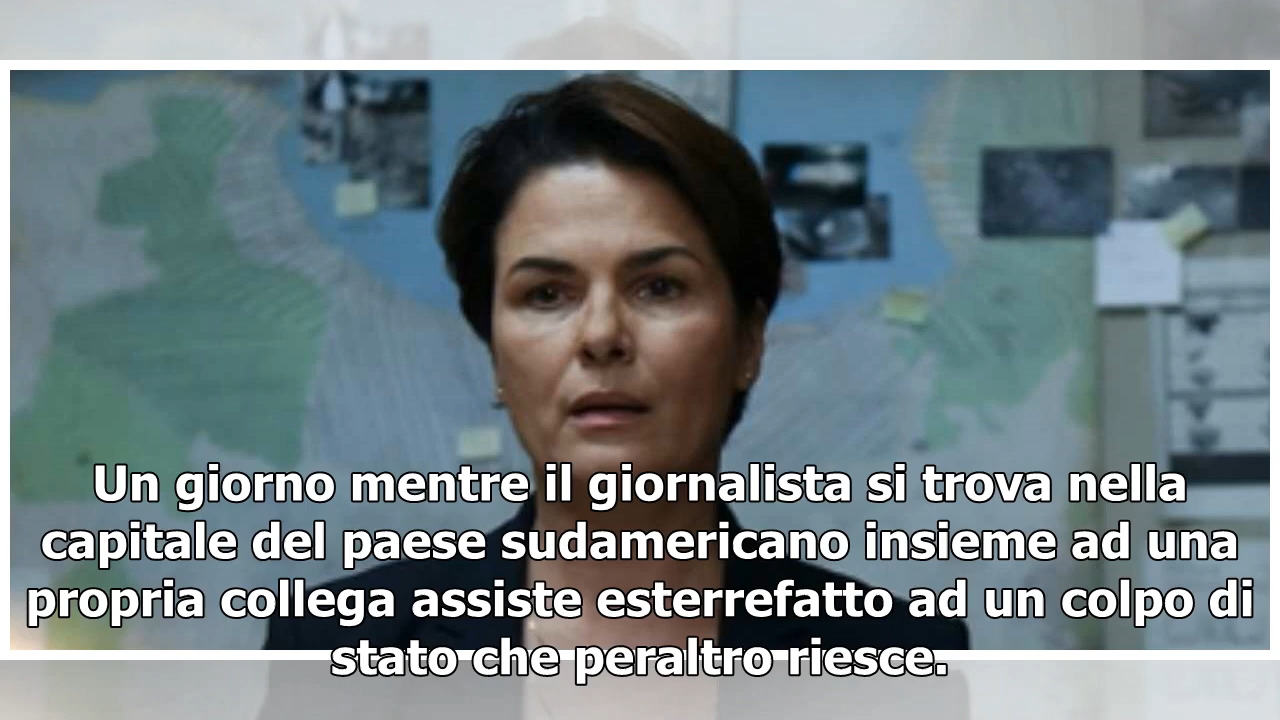 Un giorno mentre il giornalista si trova nella
capitale del paese sudamericano insieme ad una
propria collega assiste esterrefatto ad un colpo di
stato che peraltro riesce.